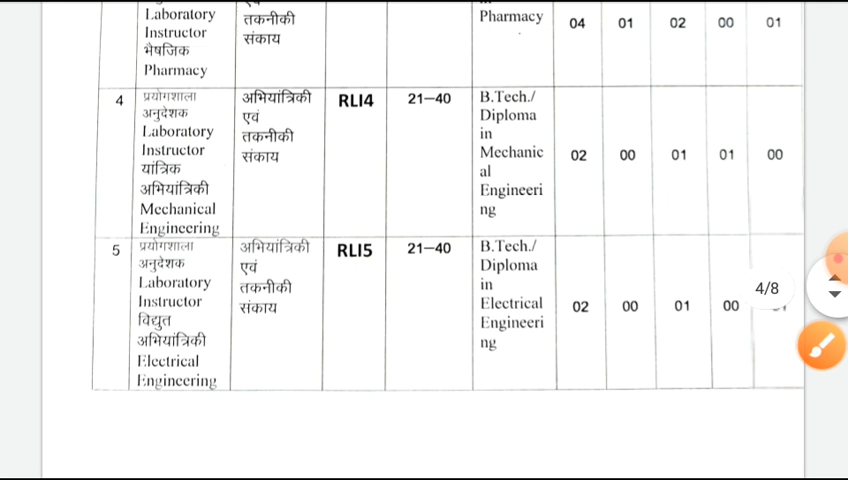 एवं
Laboratory
Instructor
भैषजिक
Pharmacy
तकनीकी
संकाय
Pharmacy
04
01
02
00
01
4
प्रयोगशाला
अनुदेशक
Laboratory
Instructor
यांत्रिक
अभियांत्रिकी
Mechanical
Engineering
अभियांत्रिकी
एवं
तकनीकी
संकाय
RLI4
21–40
B.Tech./
Diploma
in
Mechanic
al
Engineeri
ng
02
00
01
01
00
5
प्रयोगशाला
अनुदेशक
Laboratory
Instructor
विद्युत
अभियांत्रिकी
Electrical
Engineering
अभियांत्रिकी
एवं
तकनीकी
संकाय
RLI5
21–40
B.Tech./
Diploma
in
Electrical
Engineeri
ng
02
00
01
00
4/8